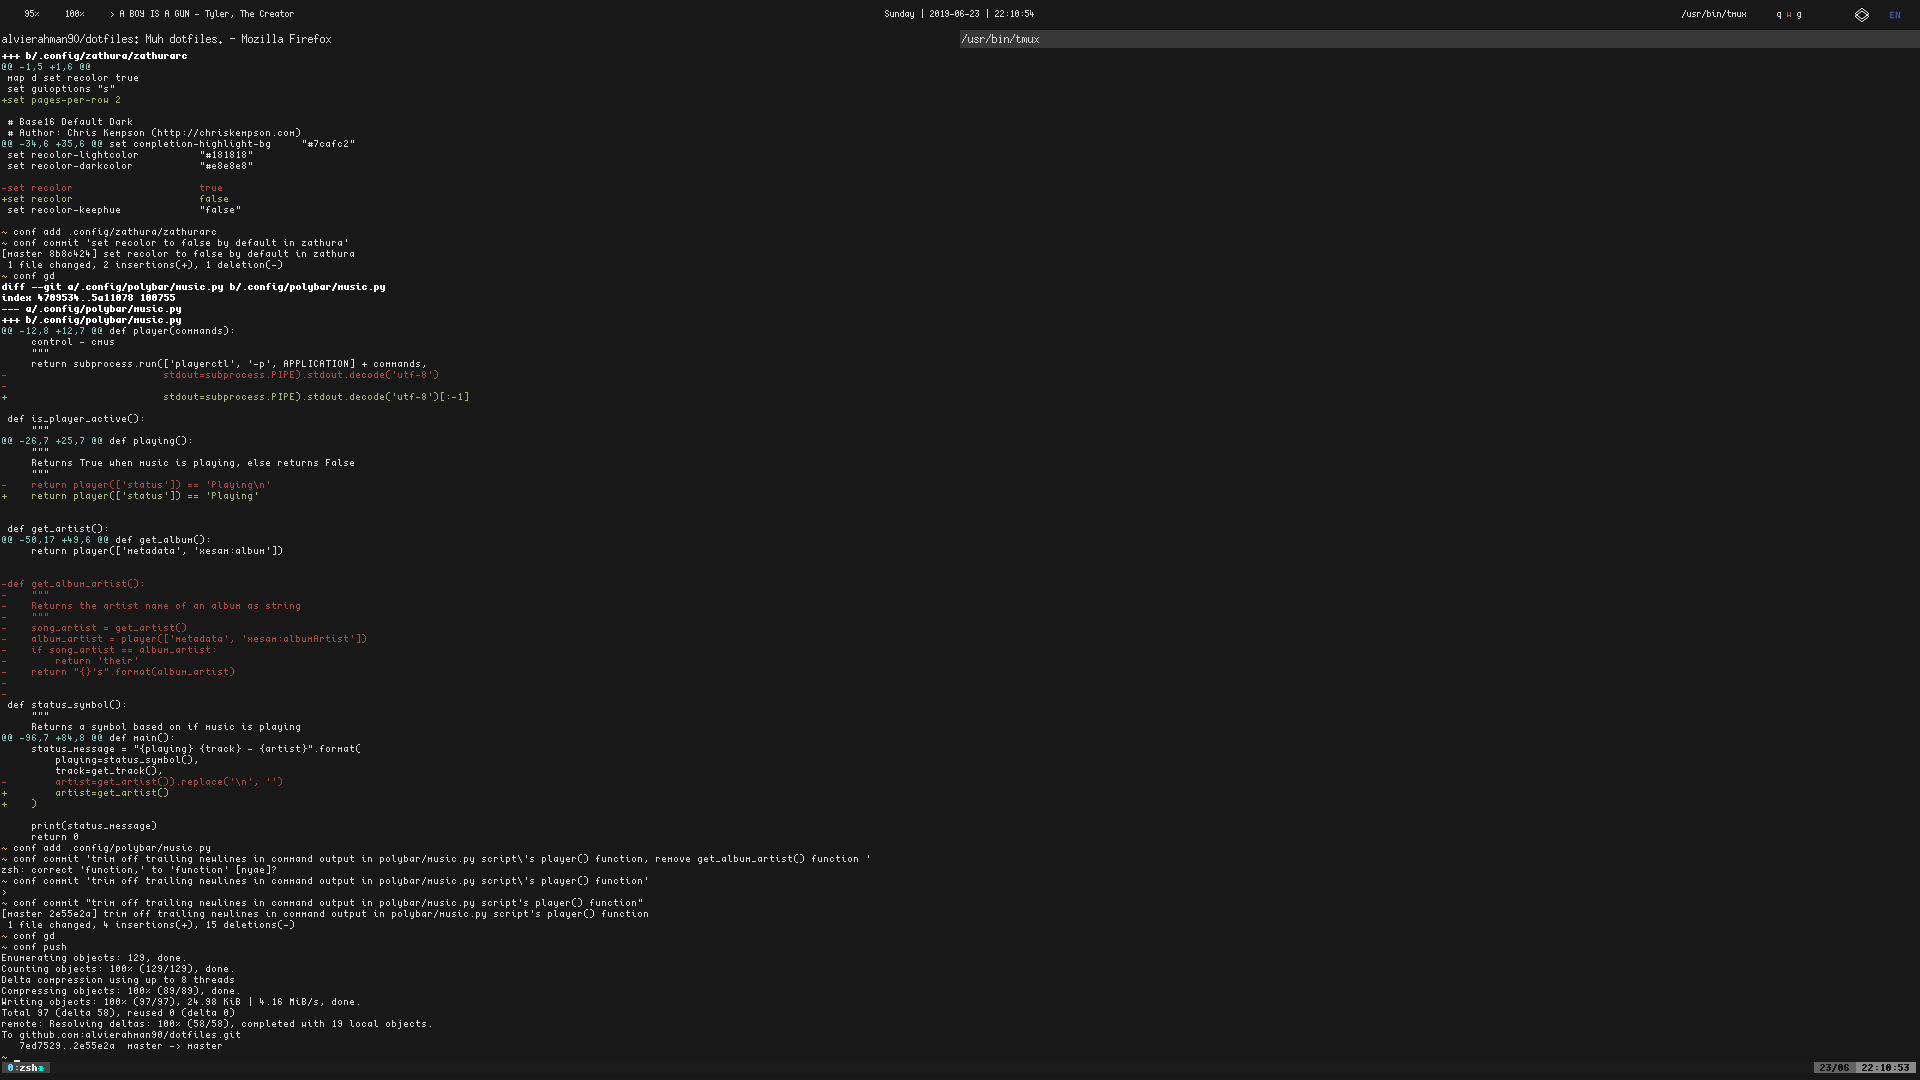 95% 100% > A BOY IS A GUN - Tyler, The Creator Sunday | 2019-06-23 | 22:10:54 /usr/bin/tmux q w g EN
alvierahman90/dotfiles: Muh dotfiles. - Mozilla Firefox /usr/bin/tmux
+++ b/.config/zathura/zathurarc
@@ -1,5 +1,6 @@
 map d set recolor true
 set guioptions "s"
+set pages-per-row 2

 # Base16 Default Dark
 # Author: Chris Kempson (http://chriskempson.com)
@@ -34,6 +35,6 @@ set completion-highlight-bg     "#7cafc2"
 set recolor-lightcolor          "#181818"
 set recolor-darkcolor           "#e8e8e8"

-set recolor                     true
+set recolor                     false
 set recolor-keephue             "false"

~ conf add .config/zathura/zathurarc
~ conf commit 'set recolor to false by default in zathura'
[master 8b8c424] set recolor to false by default in zathura
 1 file changed, 2 insertions(+), 1 deletion(-)
~ conf gd
diff --git a/.config/polybar/music.py b/.config/polybar/music.py
index 4709534..5a11078 100755
--- a/.config/polybar/music.py
+++ b/.config/polybar/music.py
@@ -12,8 +12,7 @@ def player(commands):
     control - cmus
     """
     return subprocess.run(['playerctl', '-p', APPLICATION] + commands,
-                          stdout=subprocess.PIPE).stdout.decode('utf-8')
-
+                          stdout=subprocess.PIPE).stdout.decode('utf-8')[:-1]

 def is_player_active():
     """
@@ -26,7 +25,7 @@ def playing():
     """
     Returns True when music is playing, else returns False
     """
-    return player(['status']) == 'Playing\n'
+    return player(['status']) == 'Playing'


 def get_artist():
@@ -50,17 +49,6 @@ def get_album():
     return player(['metadata', 'xesam:album'])


-def get_album_artist():
-    """
-    Returns the artist name of an album as string
-    """
-    song_artist = get_artist()
-    album_artist = player(['metadata', 'xesam:albumArtist'])
-    if song_artist == album_artist:
-        return 'their'
-    return "{}'s".format(album_artist)
-
-
 def status_symbol():
     """
     Returns a symbol based on if music is playing
@@ -96,7 +84,8 @@ def main():
     status_message = "{playing} {track} - {artist}".format(
         playing=status_symbol(),
         track=get_track(),
-        artist=get_artist()).replace('\n', '')
+        artist=get_artist()
+    )

     print(status_message)
     return 0
~ conf add .config/polybar/music.py
~ conf commit 'trim off trailing newlines in command output in polybar/music.py script\'s player() function, remove get_album_artist() function '
zsh: correct 'function,' to 'function' [nyae]?
~ conf commit 'trim off trailing newlines in command output in polybar/music.py script\'s player() function'
>
~ conf commit "trim off trailing newlines in command output in polybar/music.py script's player() function"
[master 2e55e2a] trim off trailing newlines in command output in polybar/music.py script's player() function
 1 file changed, 4 insertions(+), 15 deletions(-)
~ conf gd
~ conf push
Enumerating objects: 129, done.
Counting objects: 100% (129/129), done.
Delta compression using up to 8 threads
Compressing objects: 100% (89/89), done.
Writing objects: 100% (97/97), 24.98 KiB | 4.16 MiB/s, done.
Total 97 (delta 58), reused 0 (delta 0)
remote: Resolving deltas: 100% (58/58), completed with 19 local objects.
To github.com:alvierahman90/dotfiles.git
   7ed7529..2e55e2a  master -> master
~
0:zsh* 23/06 22:10:53